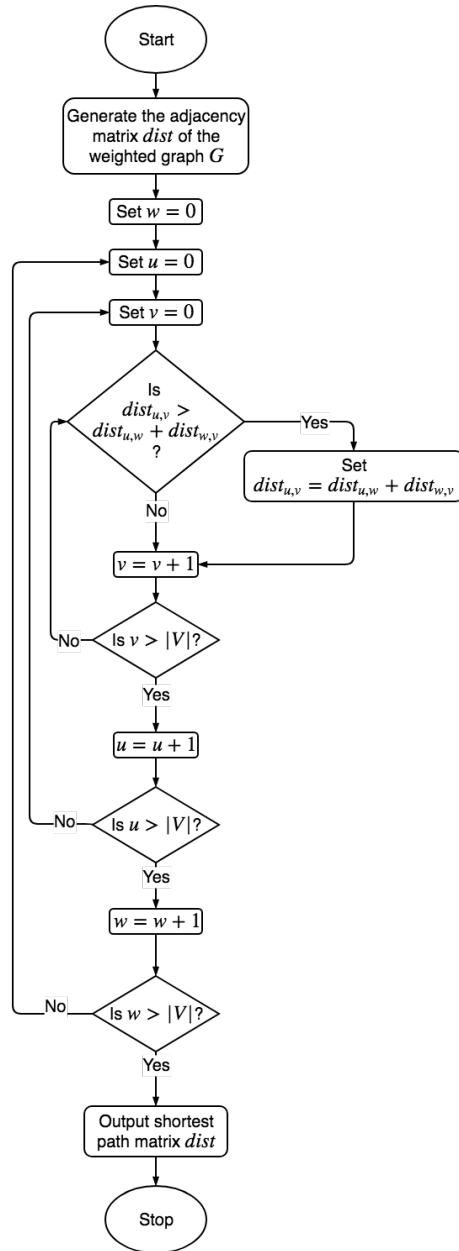 Start
Generate the adjacency
matrix dist of the
weighted graph G
Set w = 0
Set u = 0
Set v = 0
Is
dist_{u,v} >
dist_{u,w} + dist_{w,v}
?
Yes
Set
dist_{u,v} = dist_{u,w} + dist_{w,v}
No
v = v + 1
No
Is v > |V|?
Yes
u = u + 1
No
Is u > |V|?
Yes
w = w + 1
No
Is w > |V|?
Yes
Output shortest
path matrix dist
Stop